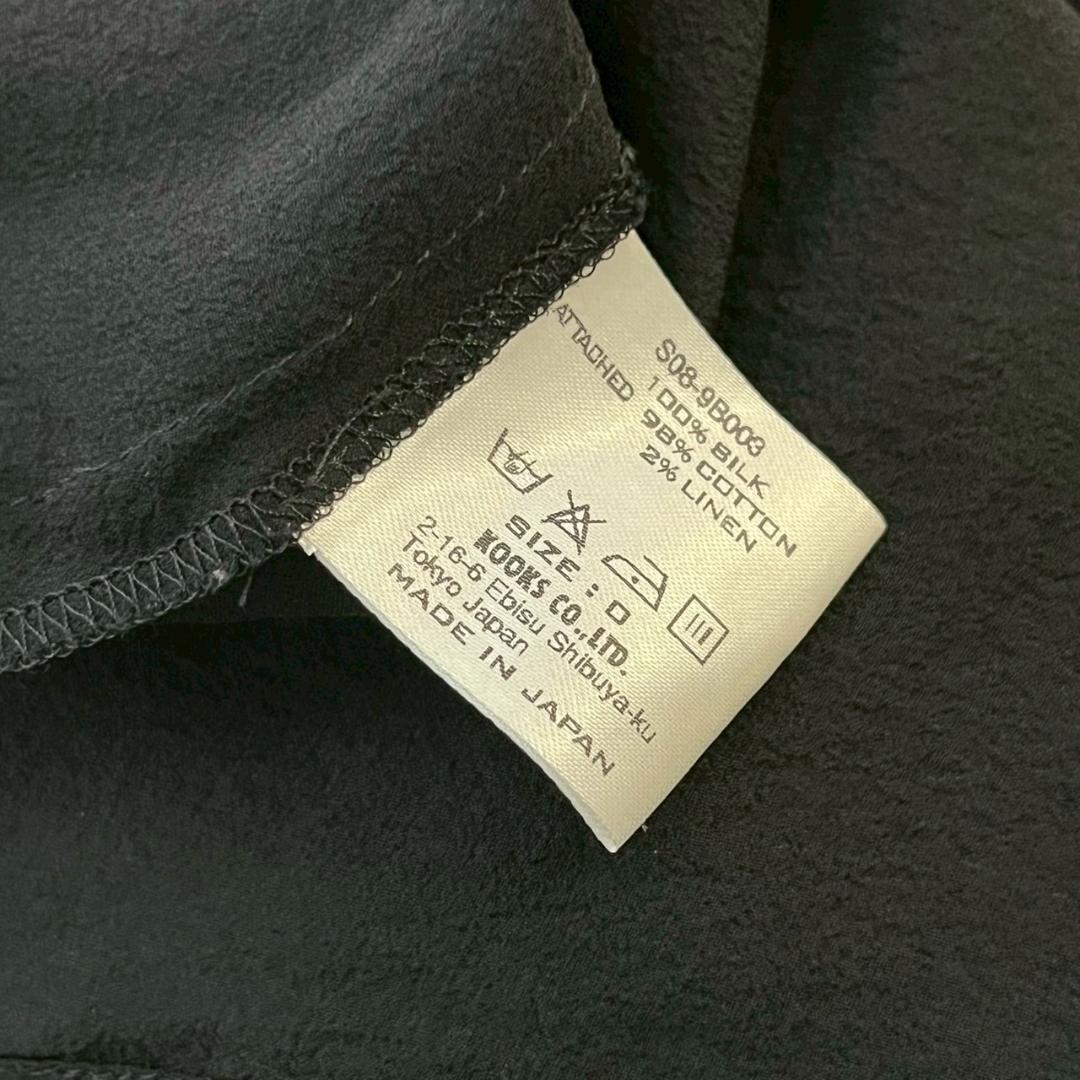 S08-9B003
100% SILK
ATTACHED 98% COTTON
2% LINEN
SIZE : 0
KOOKS CO.,LTD.
2-16-6 Ebisu Shibuya-ku
Tokyo Japan
MADE IN JAPAN